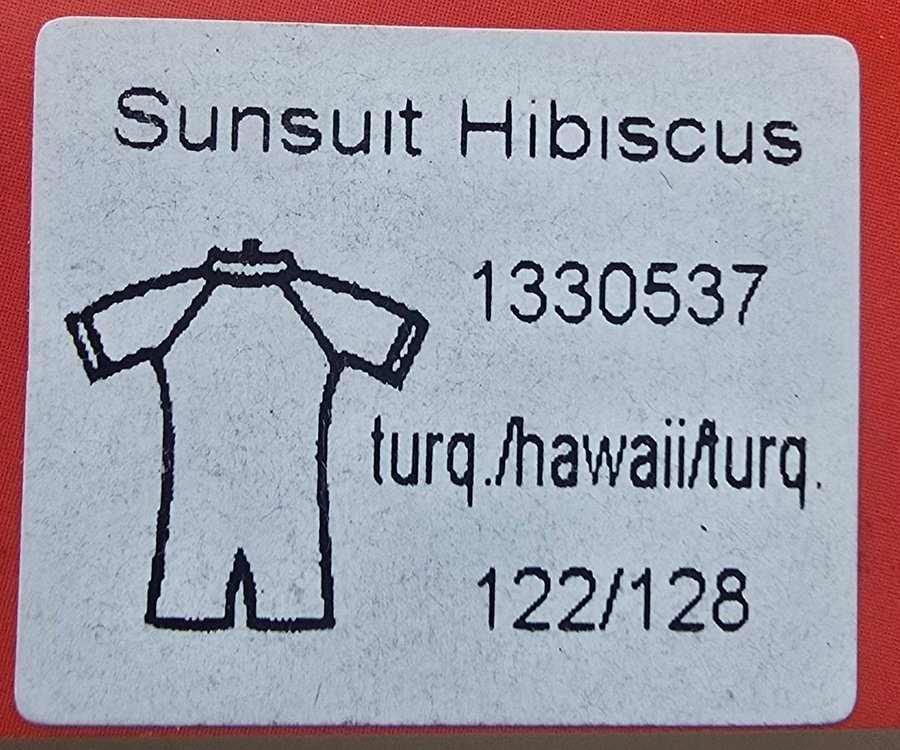 Sunsuit Hibiscus
1330537
turq./hawaii/turq.
122/128